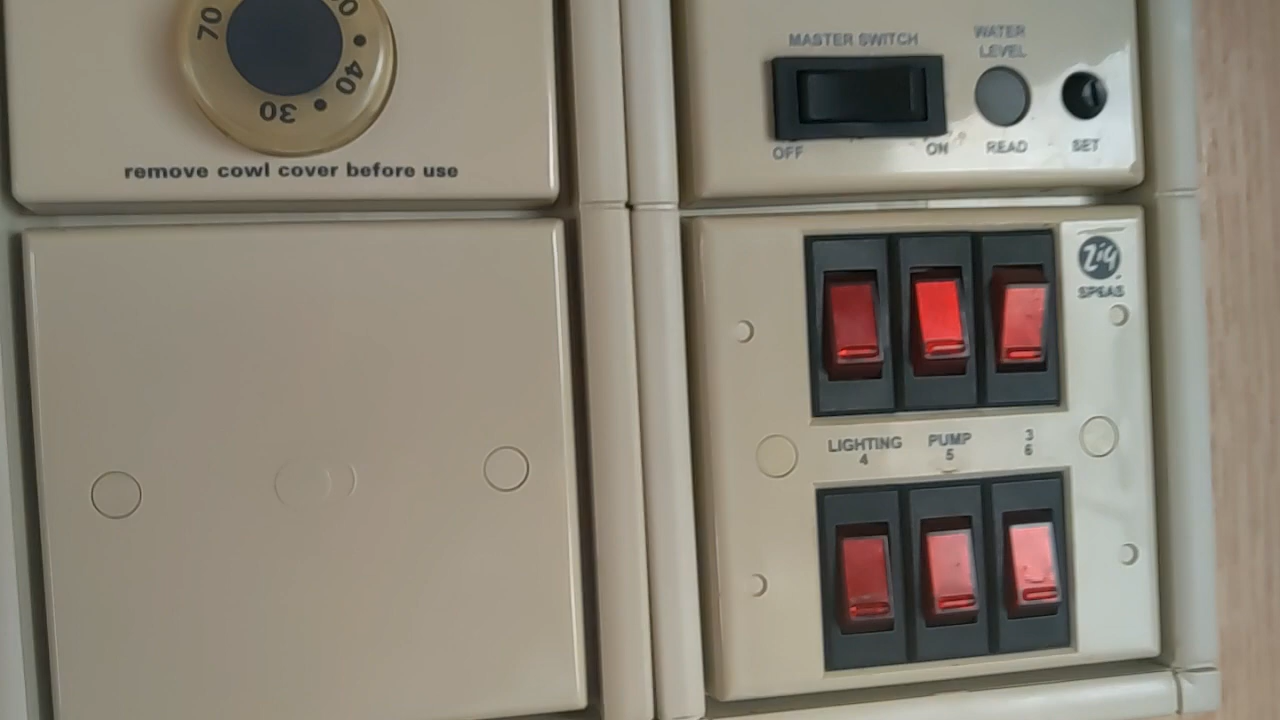 70
40
30
remove cowl cover before use
MASTER SWITCH
WATER
LEVEL
OFF
ON
READ
SET
Zig
SP6AS
LIGHTING
PUMP
3
4
5
6